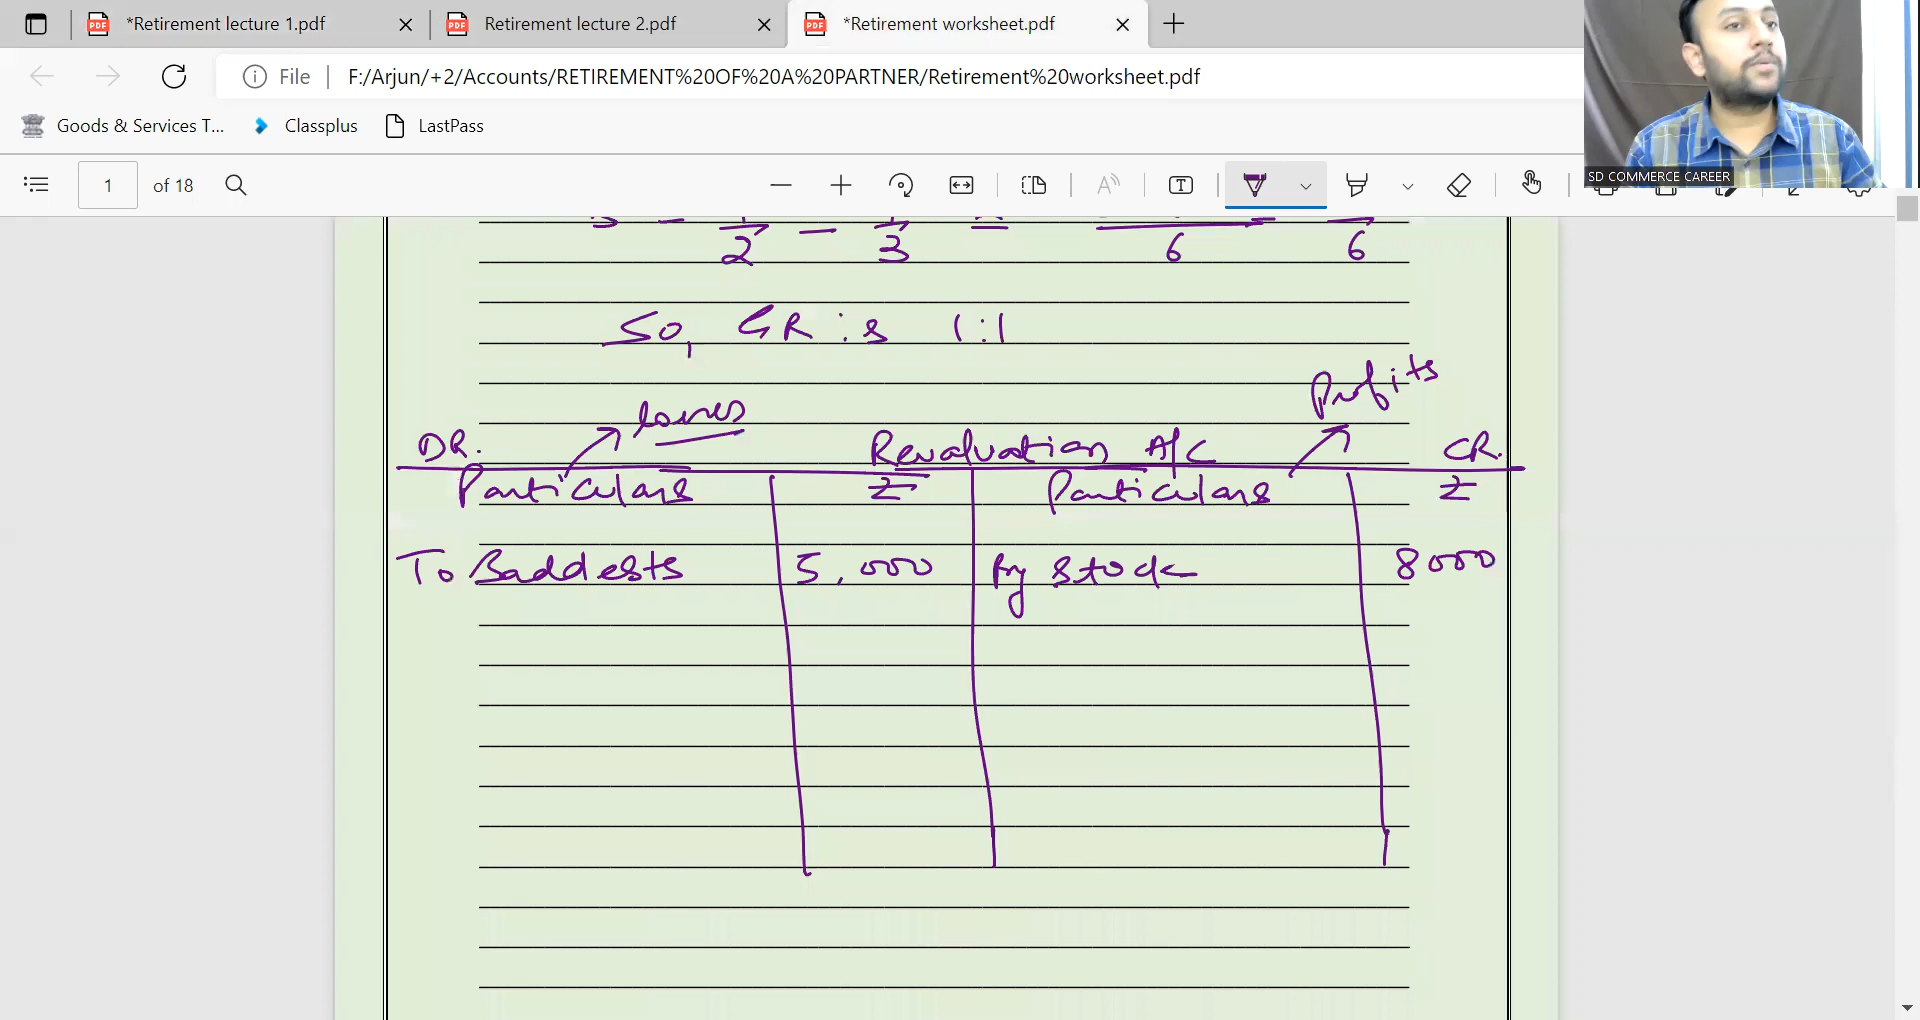 *Retirement lecture 1.pdf Retirement lecture 2.pdf *Retirement worksheet.pdf
File F:/Arjun/+2/Accounts/RETIREMENT%20OF%20A%20PARTNER/Retirement%20worksheet.pdf
Goods & Services T... Classplus LastPass
1 of 18
SD COMMERCE CAREER
2 3 6 6
So, GR is 1:1
losses Profits
DR. Revaluation A/C CR.
Particulars ₹ Particulars ₹
To Baddebts 5,000 by stock 8000